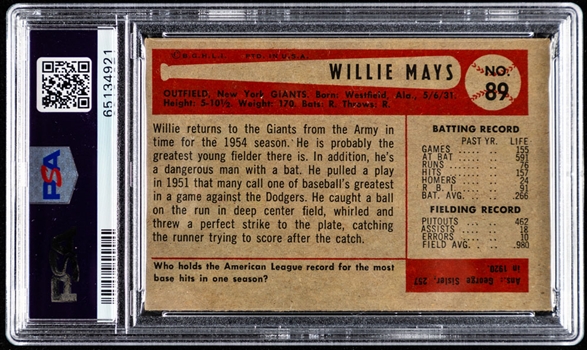 © B.G.H.L.I. PTD. IN U.S.A.
WILLIE MAYS
NO.
89
OUTFIELD, New York GIANTS. Born: Westfield, Ala., 5/6/31.
Height: 5-10½. Weight: 170. Bats: R. Throws: R.
Willie returns to the Giants from the Army in
time for the 1954 season. He is probably the
greatest young fielder there is. In addition, he's
a dangerous man with a bat. He pulled a play
in 1951 that many call one of baseball's greatest
in a game against the Dodgers. He caught a ball
on the run in deep center field, whirled and
threw a perfect strike to the plate, catching
the runner trying to score after the catch.
Who holds the American League record for the most
base hits in one season?
BATTING RECORD
PAST YR. LIFE
GAMES 155
AT BAT 591
RUNS 76
HITS 157
HOMERS 24
R. B. I. 91
BAT. AVG. .266
FIELDING RECORD
PUTOUTS 462
ASSISTS 18
ERRORS 10
FIELD AVG. .980
Ans.: George Sisler, 257
in 1920.
65134921
PSA